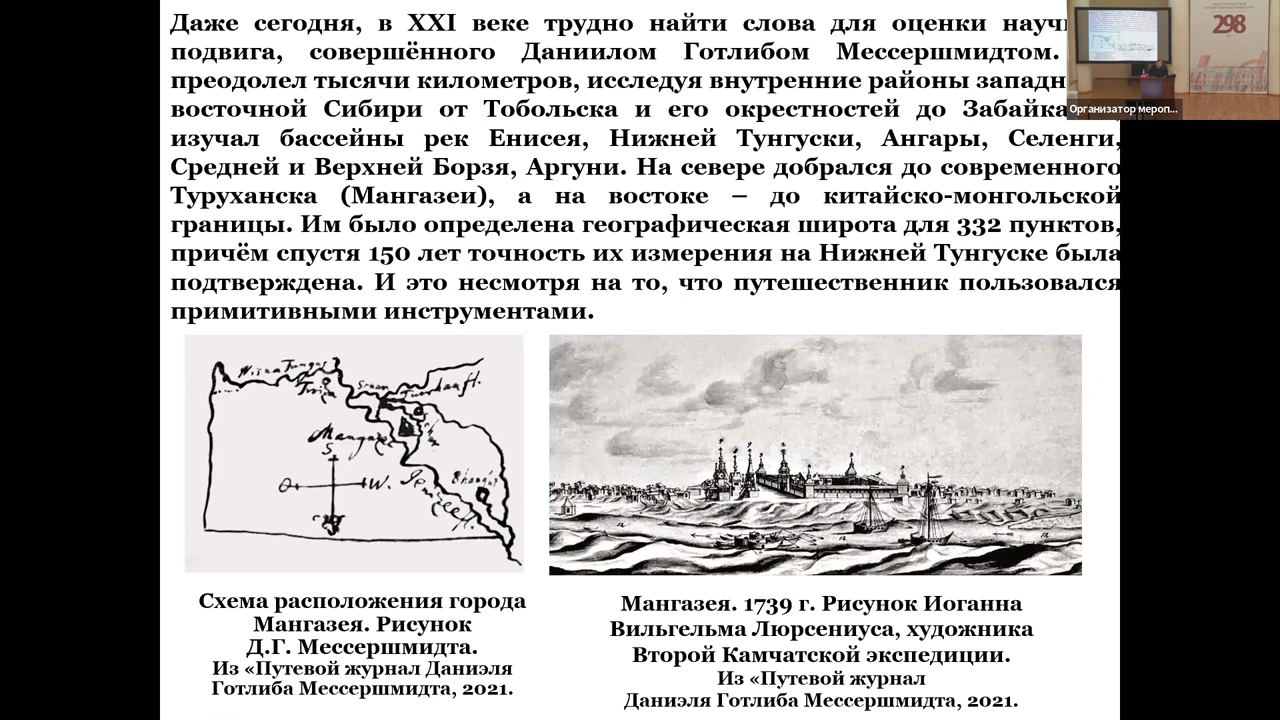 Даже сегодня, в XXI веке трудно найти слова для оценки
подвига, совершённого Даниилом Готлибом Мессершмидтом.
преодолел тысячи километров, исследуя внутренние районы
восточной Сибири от Тобольска и его окрестностей до
изучал бассейны рек Енисея, Нижней Тунгуски, Ангары, Селенги,
Средней и Верхней Борзя, Аргуни. На севере добрался до современного
Туруханска (Мангазеи), а на востоке – до китайско-монгольской
границы. Им было определена географическая широта для 332 пунктов,
причём спустя 150 лет точность их измерения на Нижней Тунгуске была
подтверждена. И это несмотря на то, что путешественник пользовался
примитивными инструментами.
298
Организатор мероп...
S.
W.
Схема расположения города
Мангазея. Рисунок
Д.Г. Мессершмидта.
Из «Путевой журнал Даниэля
Готлиба Мессершмидта, 2021.
Мангазея. 1739 г. Рисунок Иоганна
Вильгельма Люрсениуса, художника
Второй Камчатской экспедиции.
Из «Путевой журнал
Даниэля Готлиба Мессершмидта, 2021.